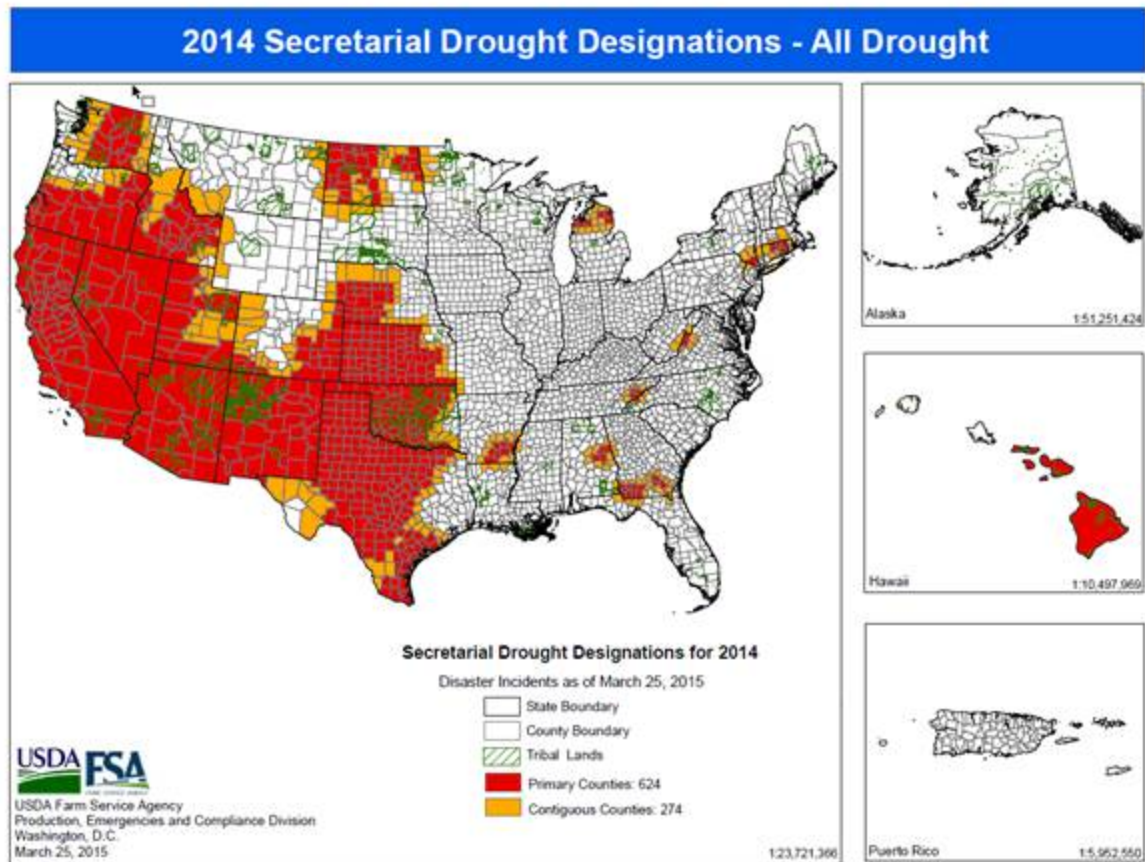 2014 Secretarial Drought Designations - All Drought
Alaska
1:51,251,424
Hawaii
1:10,497,969
Puerto Rico
1:5,952,550
Secretarial Drought Designations for 2014
Disaster Incidents as of March 25, 2015
State Boundary
County Boundary
Tribal Lands
Primary Counties: 624
Contiguous Counties: 274
USDA FSA
USDA Farm Service Agency
Production, Emergencies and Compliance Division
Washington, D.C.
March 25, 2015
1:23,721,366